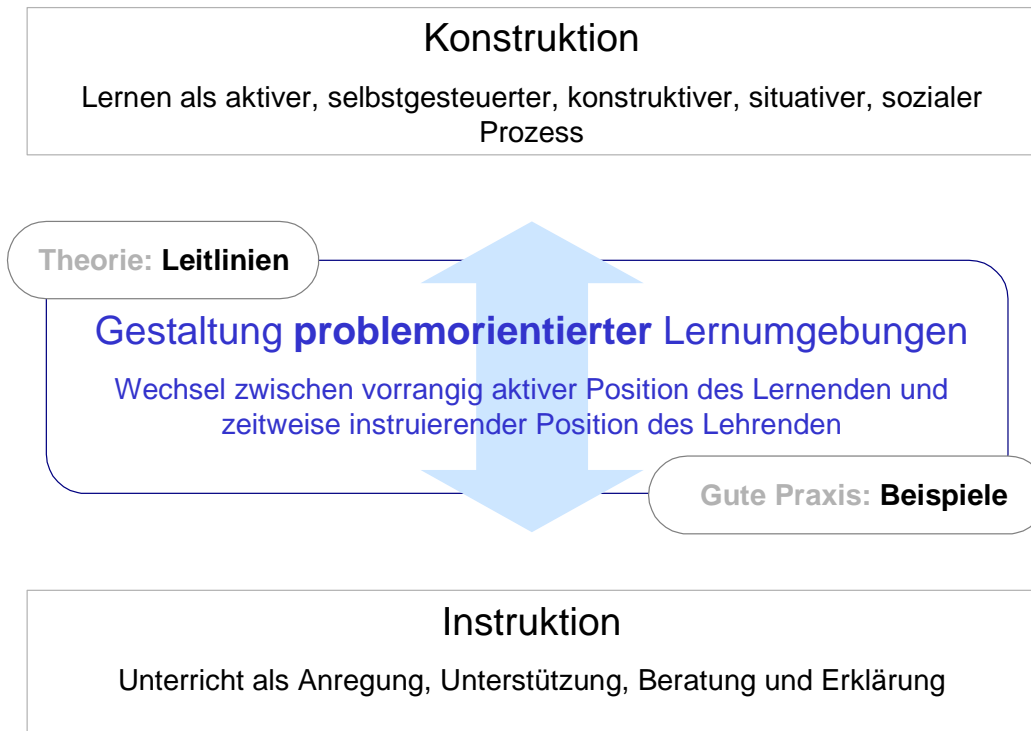 Konstruktion
Lernen als aktiver, selbstgesteuerter, konstruktiver, situativer, sozialer
Prozess
Theorie: Leitlinien
Gestaltung problemorientierter Lernumgebungen
Wechsel zwischen vorrangig aktiver Position des Lernenden und
zeitweise instruierender Position des Lehrenden
Gute Praxis: Beispiele
Instruktion
Unterricht als Anregung, Unterstützung, Beratung und Erklärung